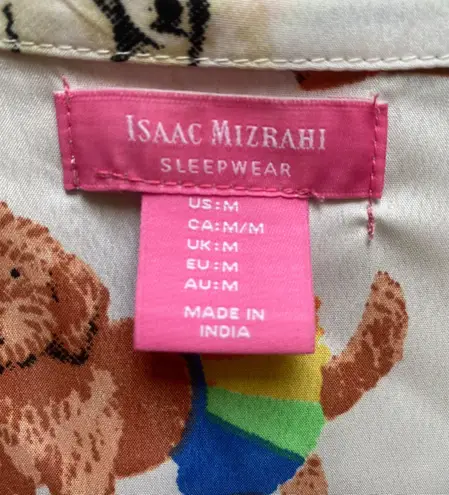 ISAAC MIZRAHI
SLEEPWEAR
US:M
CA:M/M
UK:M
EU:M
AU:M
MADE IN
INDIA